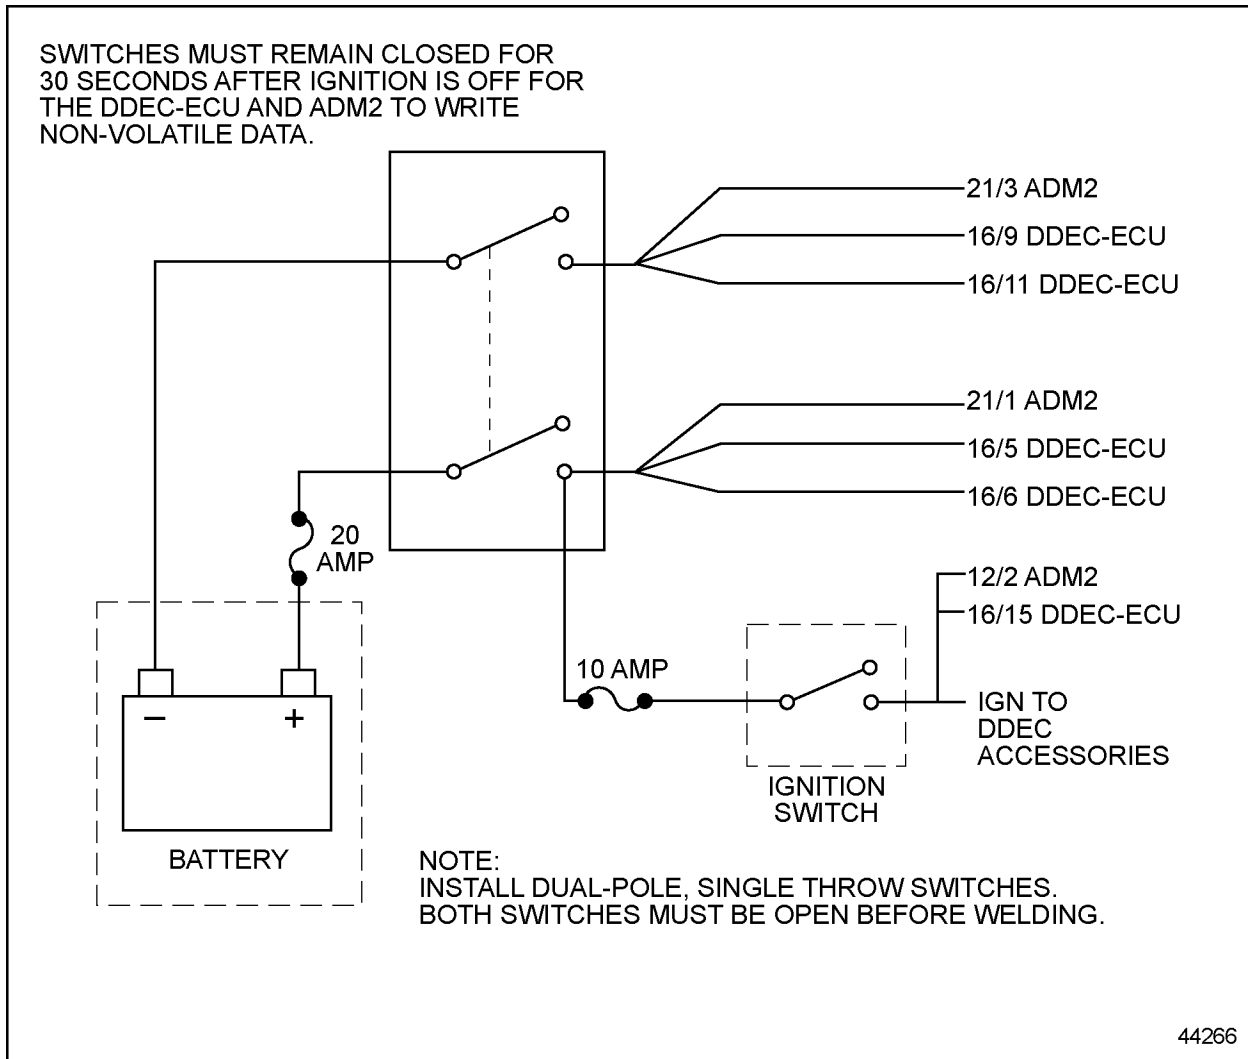 SWITCHES MUST REMAIN CLOSED FOR
30 SECONDS AFTER IGNITION IS OFF FOR
THE DDEC-ECU AND ADM2 TO WRITE
NON-VOLATILE DATA.
21/3 ADM2
16/9 DDEC-ECU
16/11 DDEC-ECU
21/1 ADM2
16/5 DDEC-ECU
16/6 DDEC-ECU
20
AMP
12/2 ADM2
16/15 DDEC-ECU
10 AMP
IGN TO
DDEC
ACCESSORIES
IGNITION
SWITCH
− +
BATTERY
NOTE:
INSTALL DUAL-POLE, SINGLE THROW SWITCHES.
BOTH SWITCHES MUST BE OPEN BEFORE WELDING.
44266